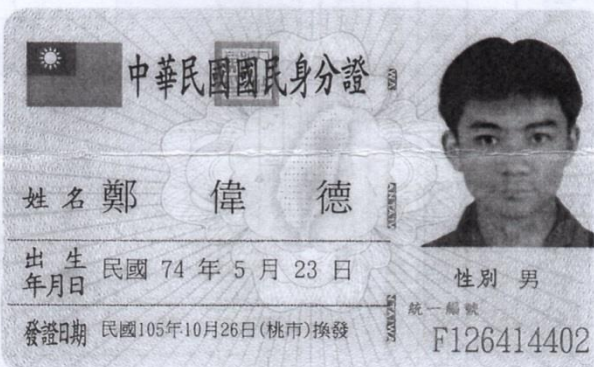 中華民國國民身分證
姓名 鄭偉德
出生年月日 民國 74 年 5 月 23 日
性別 男
發證日期 民國105年10月26日(桃市)換發
統一編號
F126414402